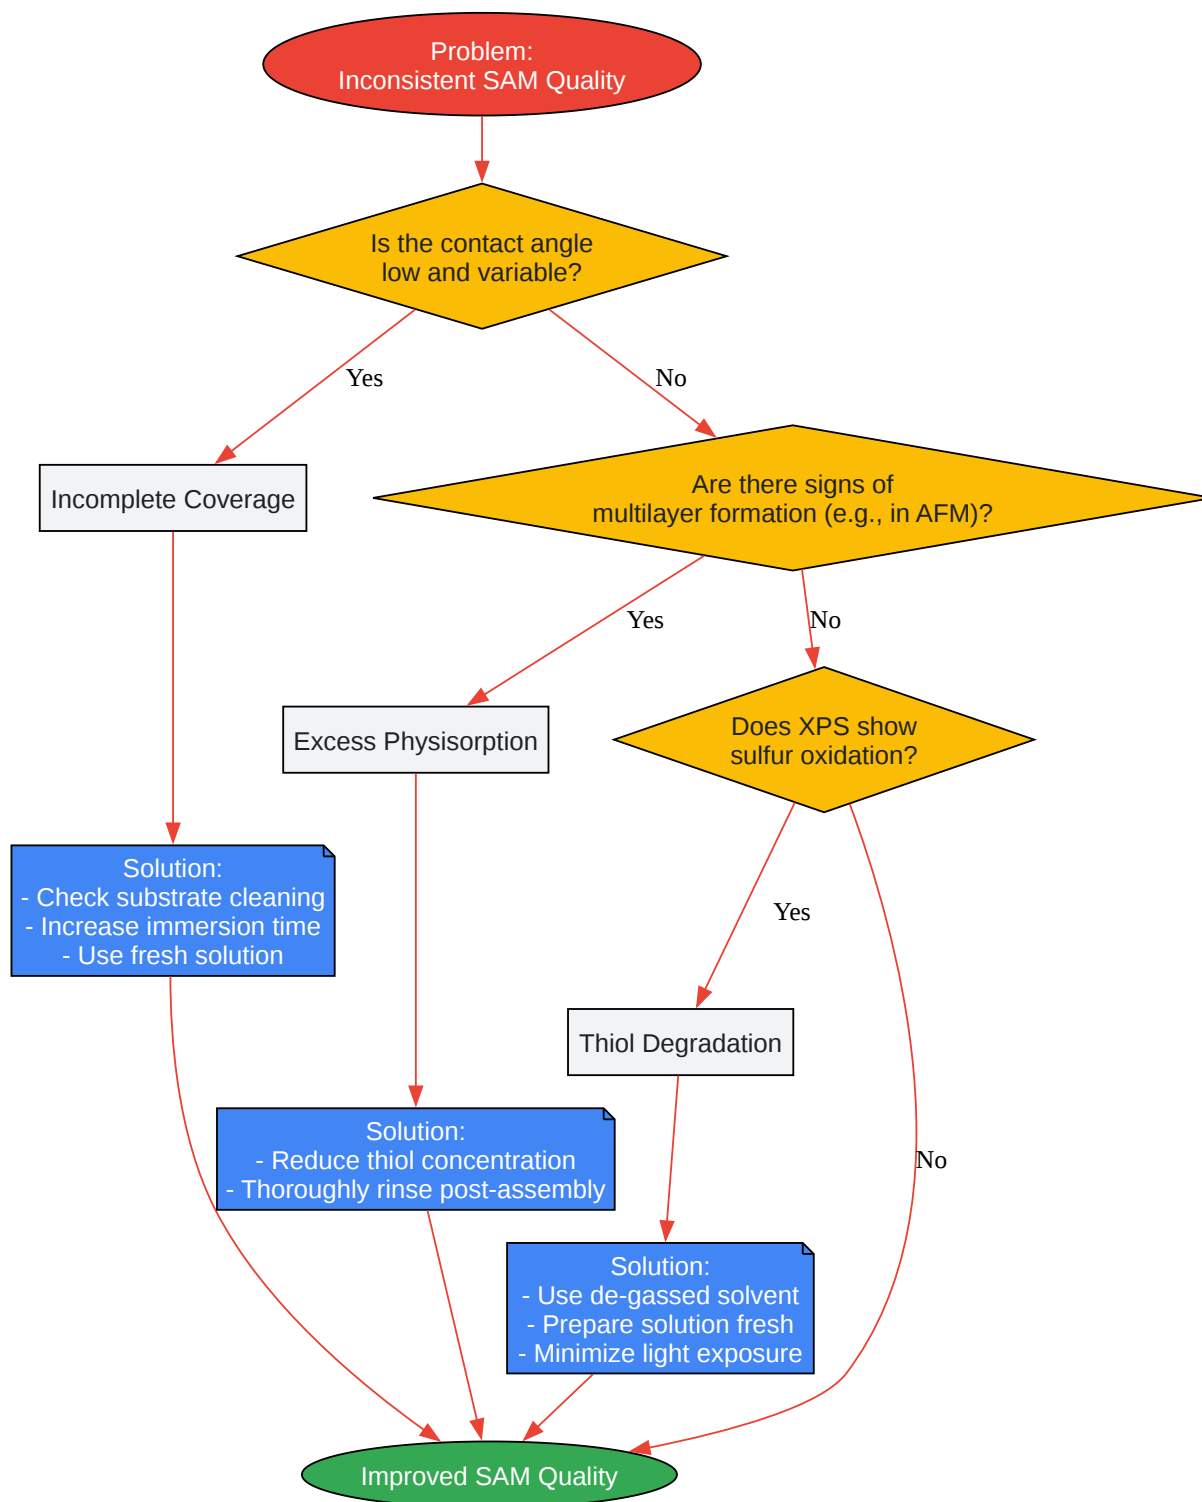 Problem:
Inconsistent SAM Quality
Is the contact angle
low and variable?
Yes
No
Incomplete Coverage
Are there signs of
multilayer formation (e.g., in AFM)?
Yes
No
Excess Physisorption
Does XPS show
sulfur oxidation?
Solution:
- Check substrate cleaning
- Increase immersion time
- Use fresh solution
Yes
Thiol Degradation
Solution:
- Reduce thiol concentration
- Thoroughly rinse post-assembly
No
Solution:
- Use de-gassed solvent
- Prepare solution fresh
- Minimize light exposure
Improved SAM Quality